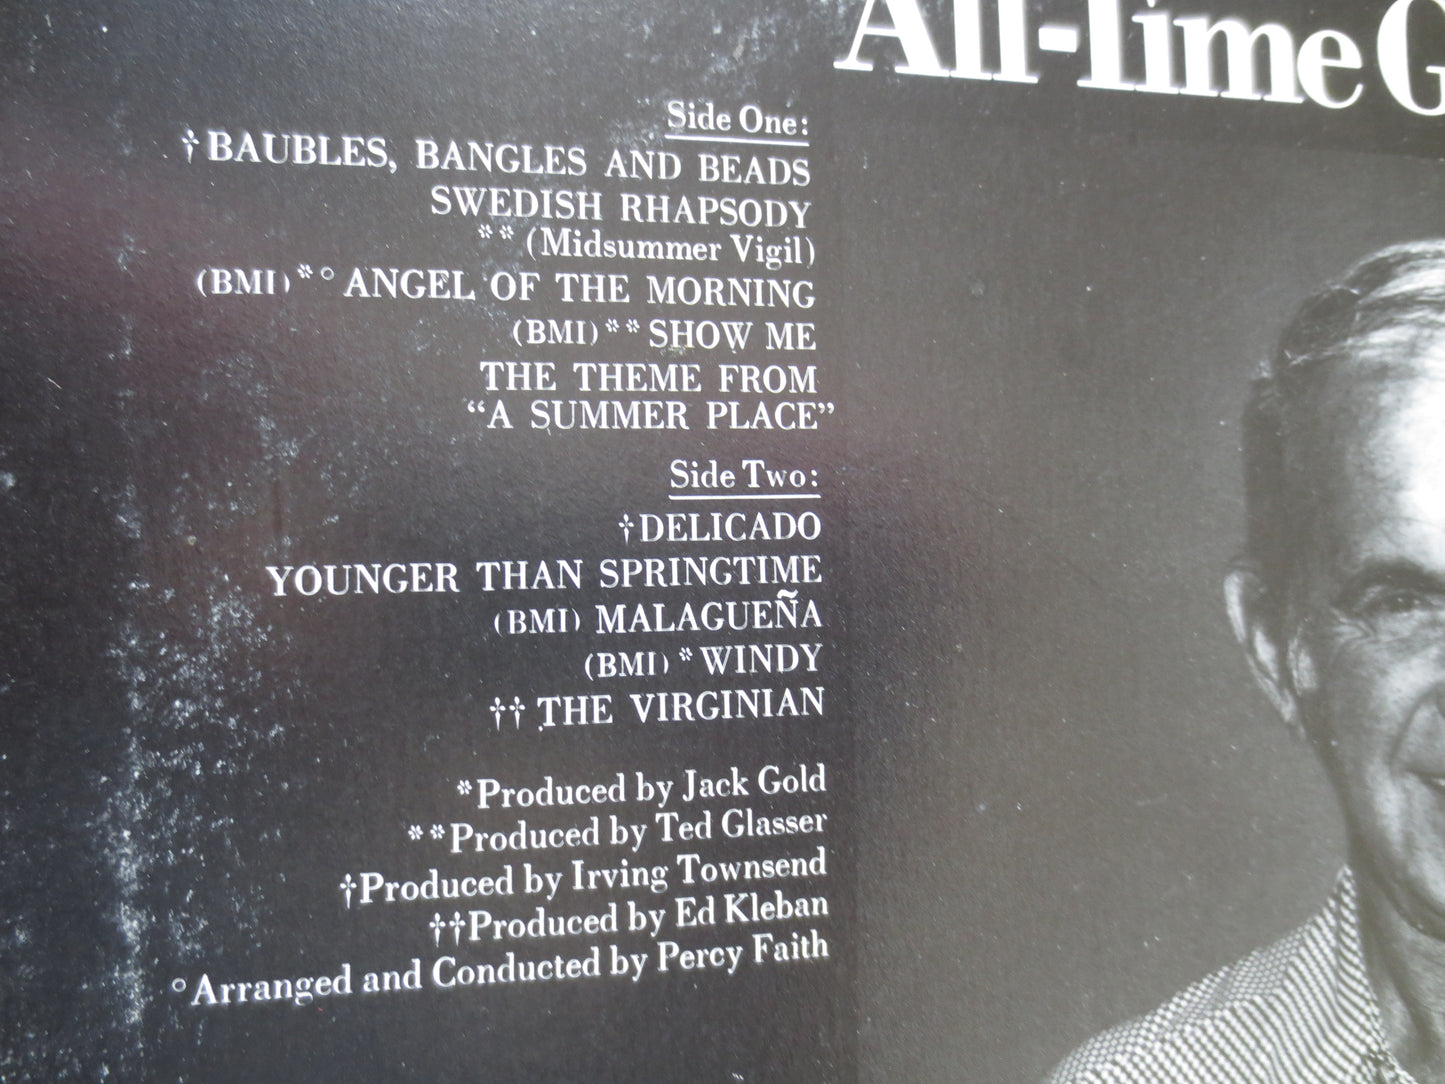 All-Time G
Side One:
†BAUBLES, BANGLES AND BEADS
SWEDISH RHAPSODY
** (Midsummer Vigil)
(BMI)*° ANGEL OF THE MORNING
(BMI)** SHOW ME
THE THEME FROM
“A SUMMER PLACE”
Side Two:
†DELICADO
YOUNGER THAN SPRINGTIME
(BMI) MALAGUEÑA
(BMI) *WINDY
†† THE VIRGINIAN
*Produced by Jack Gold
**Produced by Ted Glasser
†Produced by Irving Townsend
††Produced by Ed Kleban
°Arranged and Conducted by Percy Faith